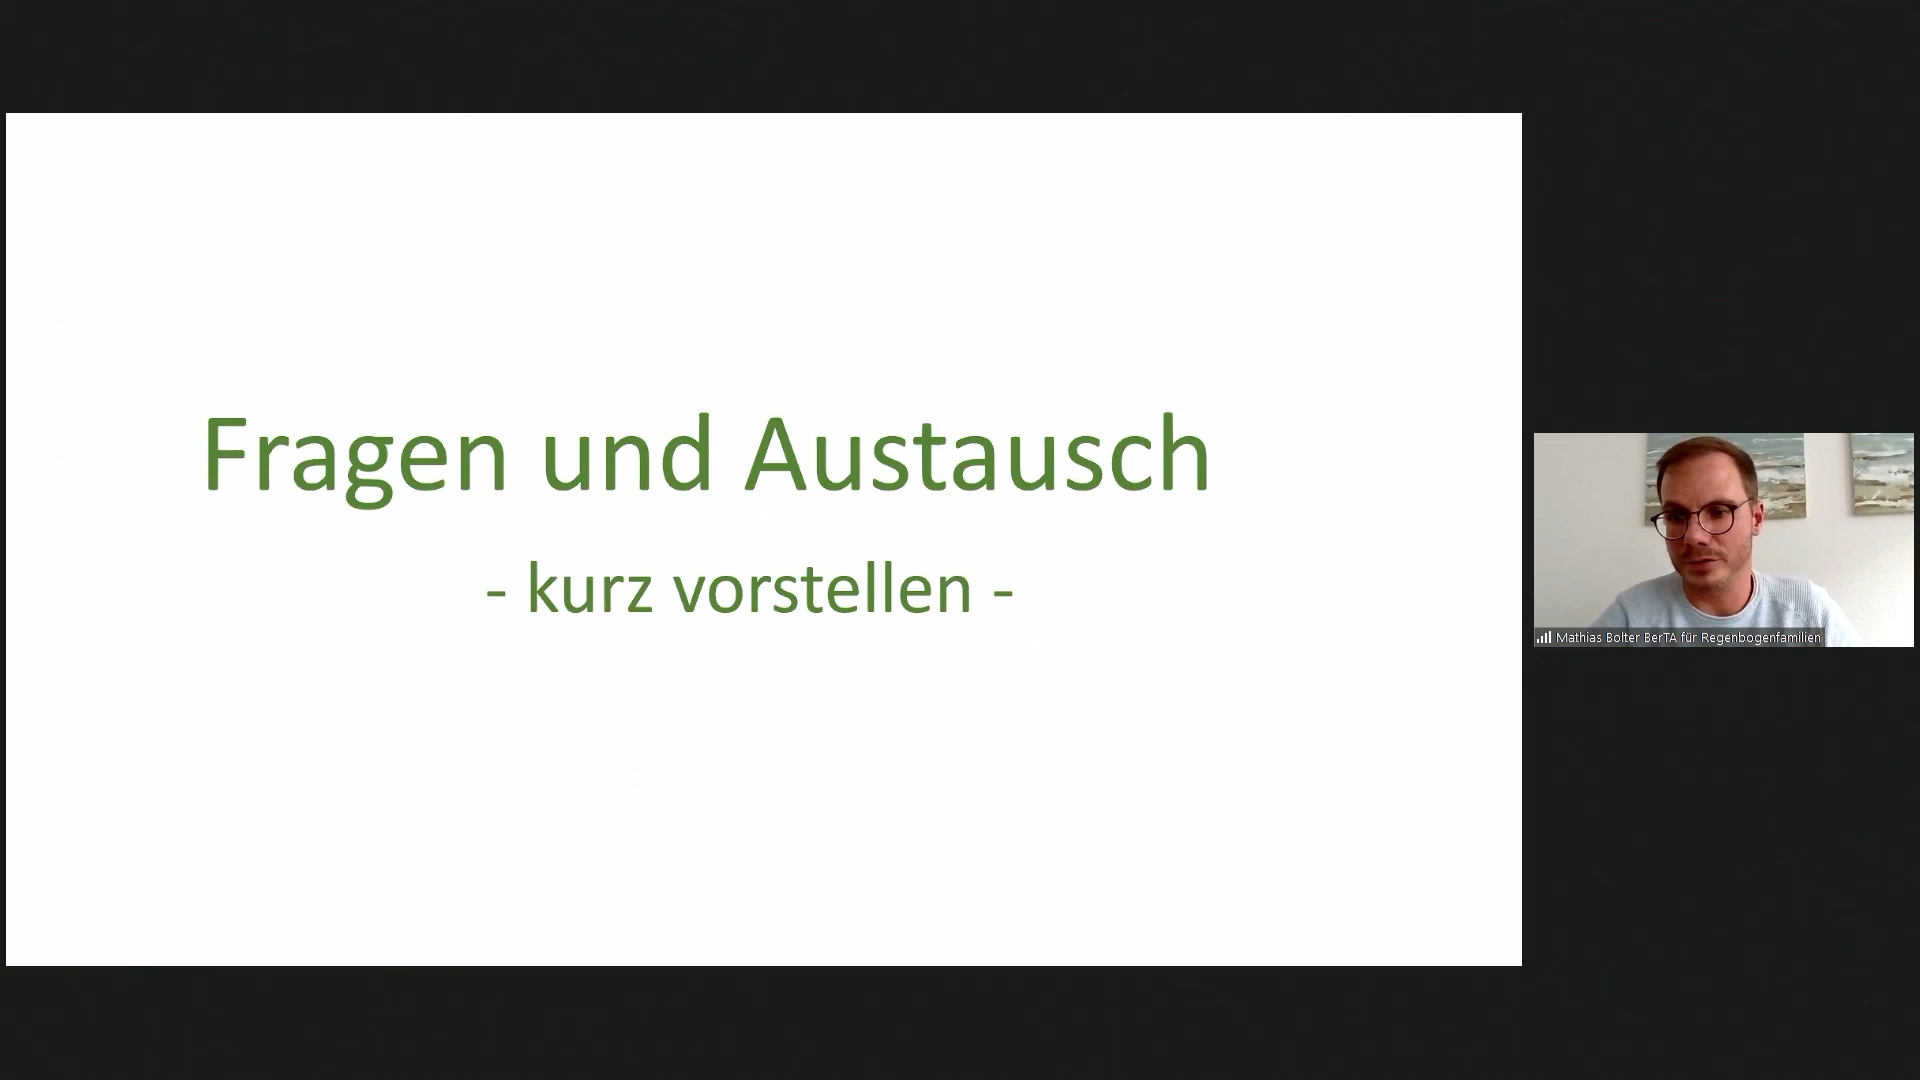 Fragen und Austausch
- kurz vorstellen -
Mathias Bolter BerTA für Regenbogenfamilien